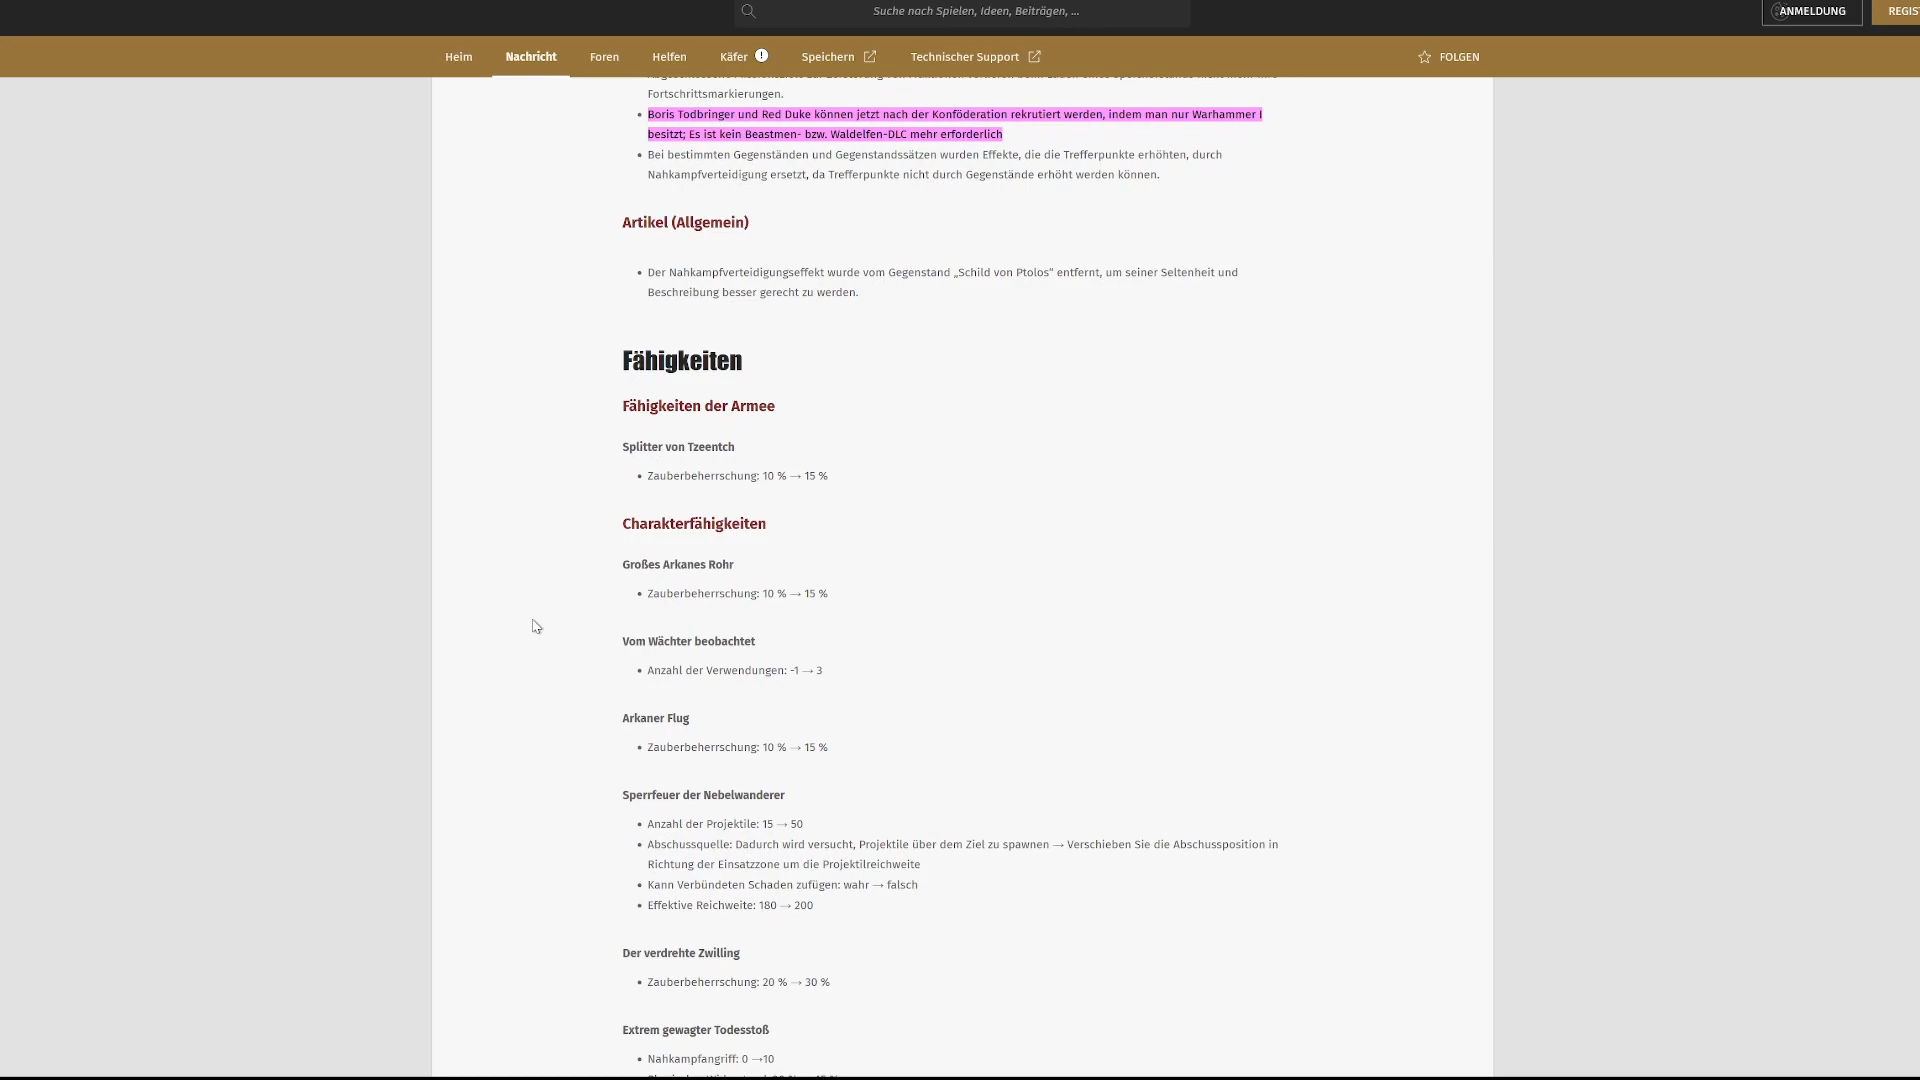 Suche nach Spielen, Ideen, Beiträgen, ...
ANMELDUNG
REGIS
Heim
Nachricht
Foren
Helfen
Käfer
Speichern
Technischer Support
FOLGEN
Fortschrittsmarkierungen.
Boris Todbringer und Red Duke können jetzt nach der Konföderation rekrutiert werden, indem man nur Warhammer I
besitzt; Es ist kein Beastmen- bzw. Waldelfen-DLC mehr erforderlich
Bei bestimmten Gegenständen und Gegenstandssätzen wurden Effekte, die die Trefferpunkte erhöhten, durch
Nahkampfverteidigung ersetzt, da Trefferpunkte nicht durch Gegenstände erhöht werden können.
Artikel (Allgemein)
Der Nahkampfverteidigungseffekt wurde vom Gegenstand „Schild von Ptolos" entfernt, um seiner Seltenheit und
Beschreibung besser gerecht zu werden.
Fähigkeiten
Fähigkeiten der Armee
Splitter von Tzeentch
Zauberbeherrschung: 10 % → 15 %
Charakterfähigkeiten
Großes Arkanes Rohr
Zauberbeherrschung: 10 % → 15 %
Vom Wächter beobachtet
Anzahl der Verwendungen: -1 → 3
Arkaner Flug
Zauberbeherrschung: 10 % → 15 %
Sperrfeuer der Nebelwanderer
Anzahl der Projektile: 15 → 50
Abschussquelle: Dadurch wird versucht, Projektile über dem Ziel zu spawnen → Verschieben Sie die Abschussposition in
Richtung der Einsatzzone um die Projektilreichweite
Kann Verbündeten Schaden zufügen: wahr → falsch
Effektive Reichweite: 180 → 200
Der verdrehte Zwilling
Zauberbeherrschung: 20 % → 30 %
Extrem gewagter Todesstoß
Nahkampfangriff: 0 →10